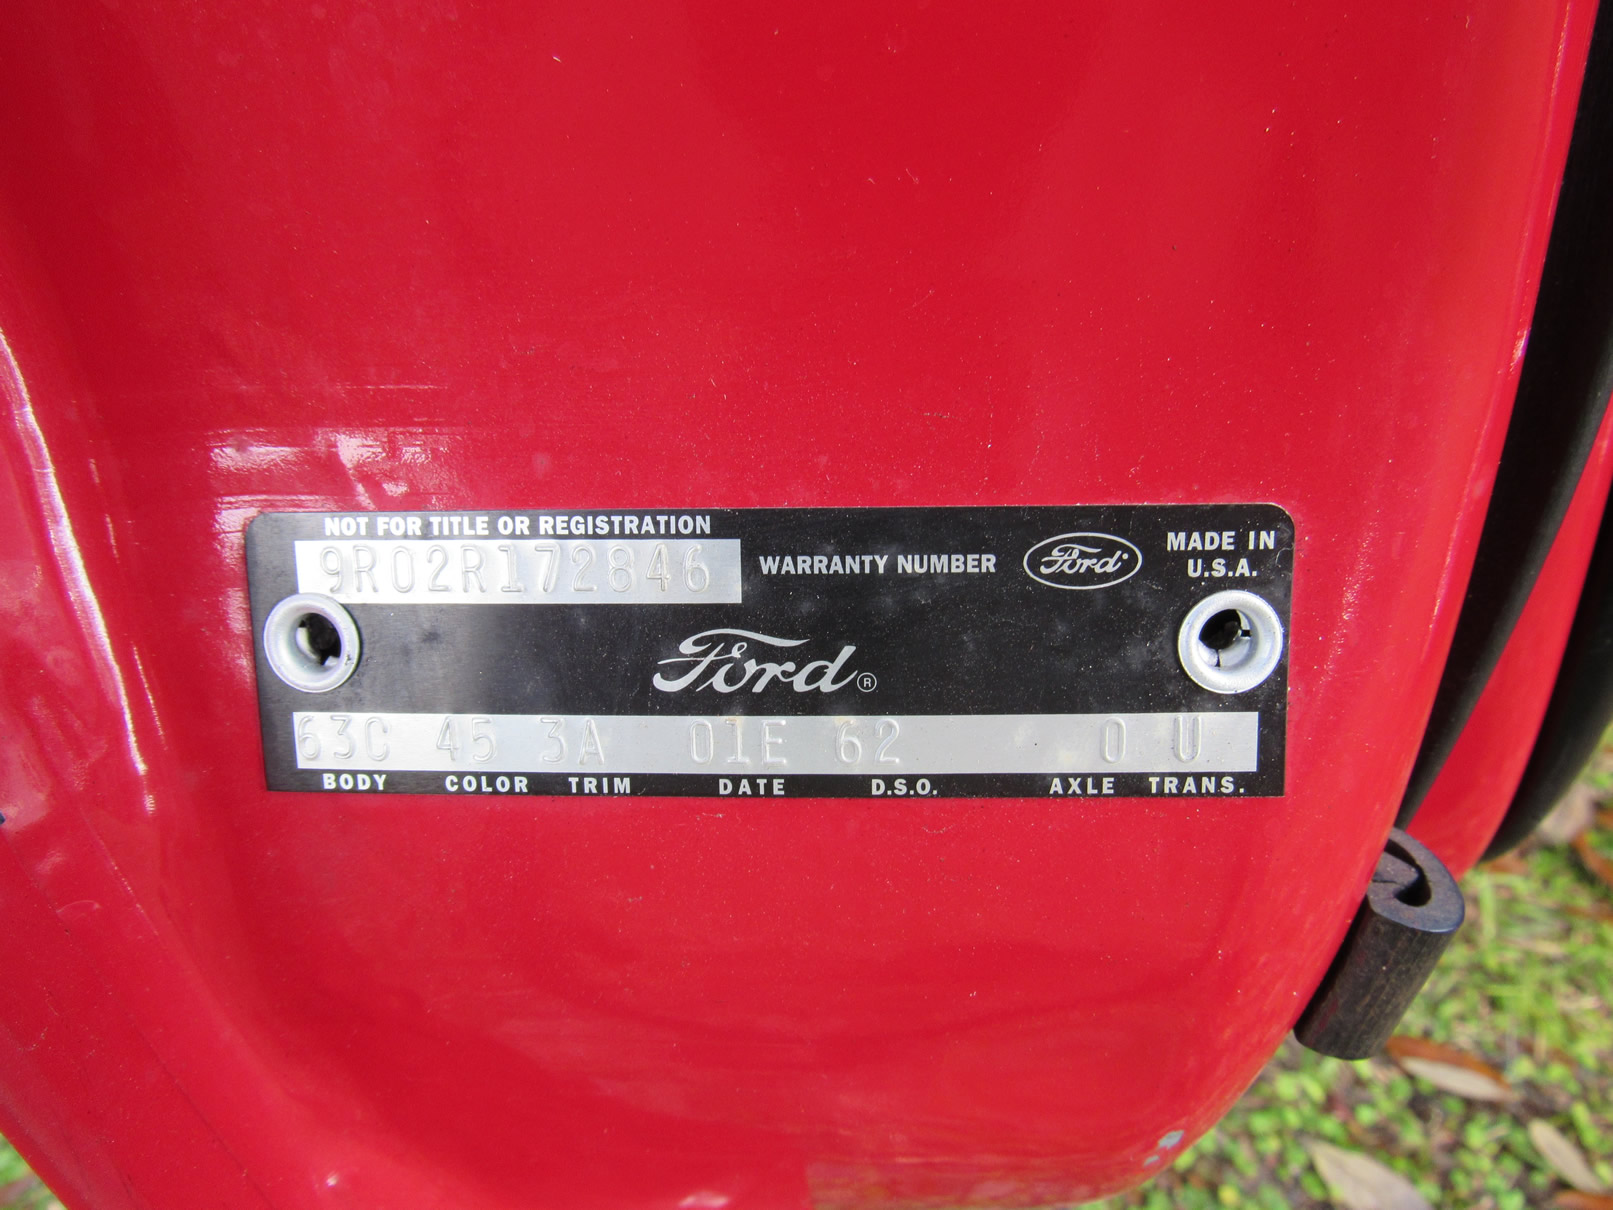 NOT FOR TITLE OR REGISTRATION
9R02R172846 WARRANTY NUMBER Ford MADE IN
U.S.A.
Ford®
63C 45 3A 01E 62 0 U
BODY COLOR TRIM DATE D.S.O. AXLE TRANS.